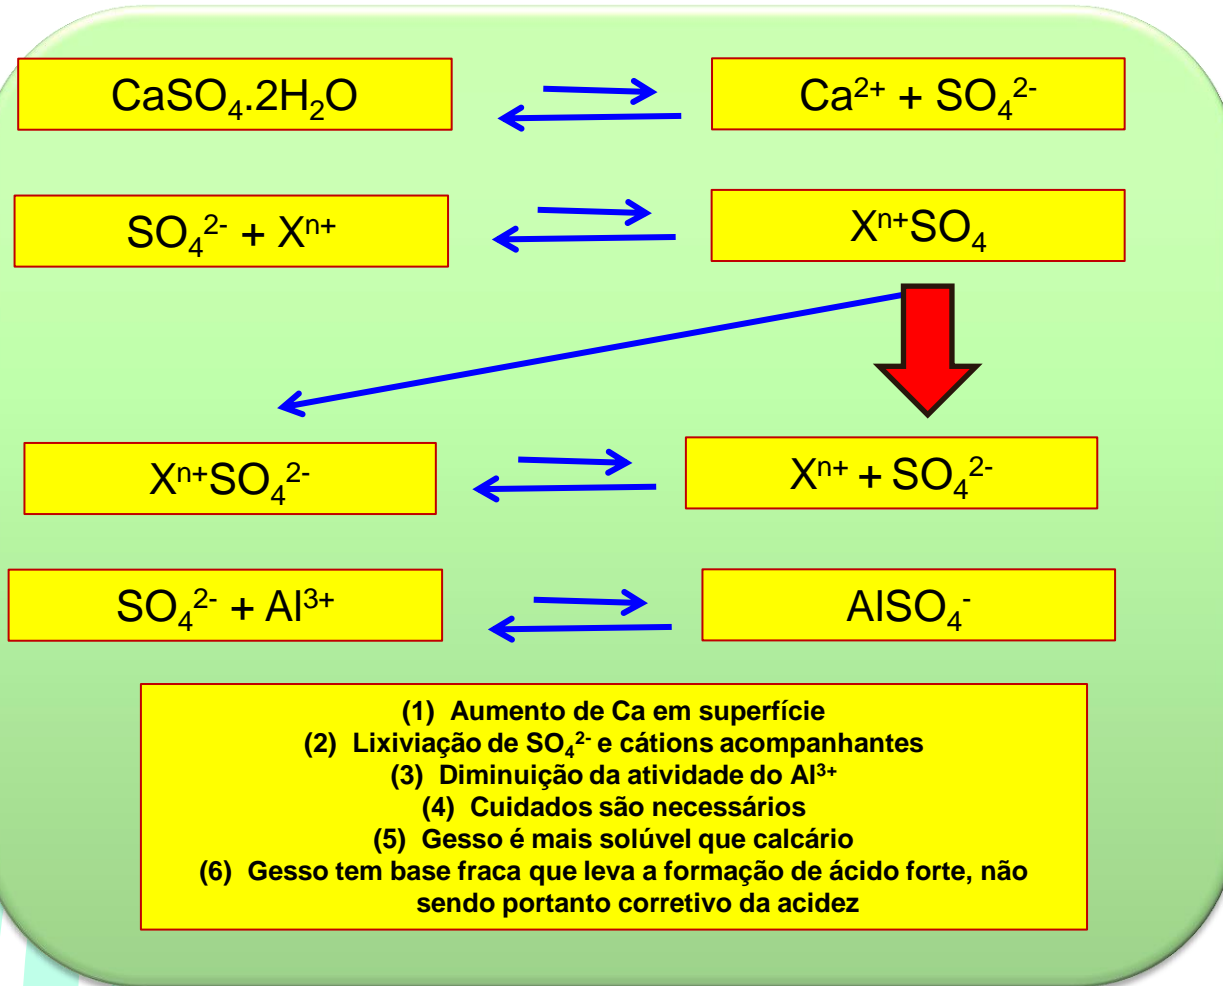 CaSO₄.2H₂O
Ca²⁺ + SO₄²⁻
SO₄²⁻ + Xⁿ⁺
Xⁿ⁺SO₄
Xⁿ⁺SO₄²⁻
Xⁿ⁺ + SO₄²⁻
SO₄²⁻ + Al³⁺
AlSO₄⁻
(1) Aumento de Ca em superfície
(2) Lixiviação de SO₄²⁻ e cátions acompanhantes
(3) Diminuição da atividade do Al³⁺
(4) Cuidados são necessários
(5) Gesso é mais solúvel que calcário
(6) Gesso tem base fraca que leva a formação de ácido forte, não
sendo portanto corretivo da acidez